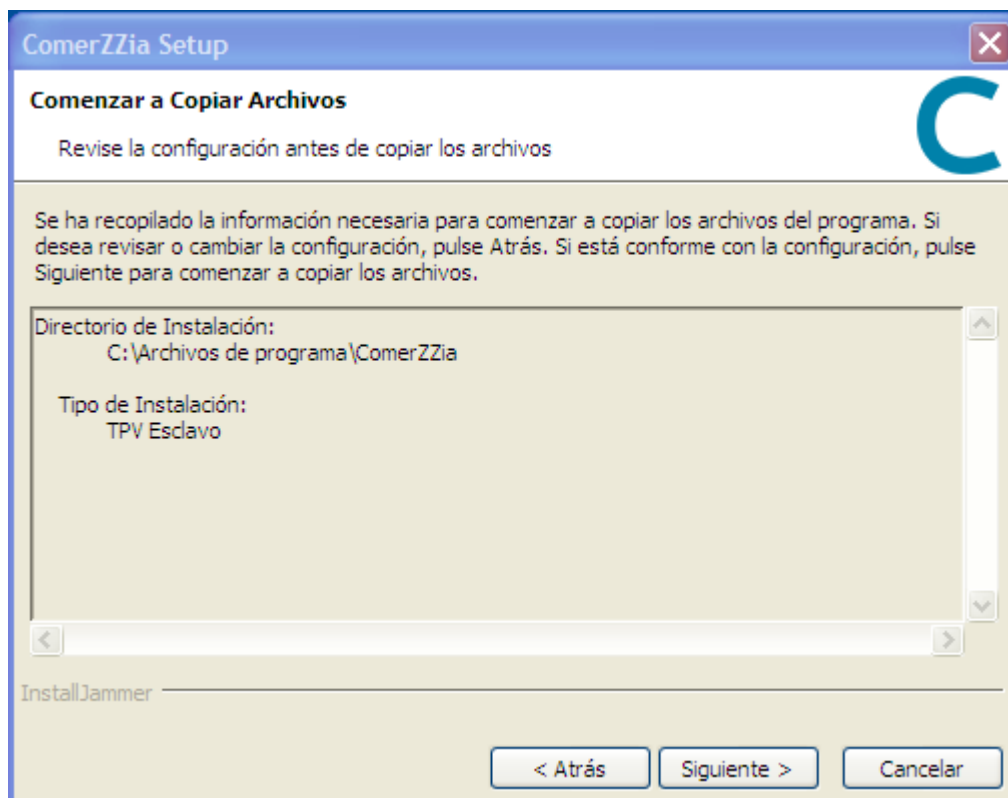 ComerZZia Setup
Comenzar a Copiar Archivos
Revise la configuración antes de copiar los archivos
Se ha recopilado la información necesaria para comenzar a copiar los archivos del programa. Si
desea revisar o cambiar la configuración, pulse Atrás. Si está conforme con la configuración, pulse
Siguiente para comenzar a copiar los archivos.
Directorio de Instalación:
C:\Archivos de programa\ComerZZia
Tipo de Instalación:
TPV Esclavo
InstallJammer
< Atrás
Siguiente >
Cancelar